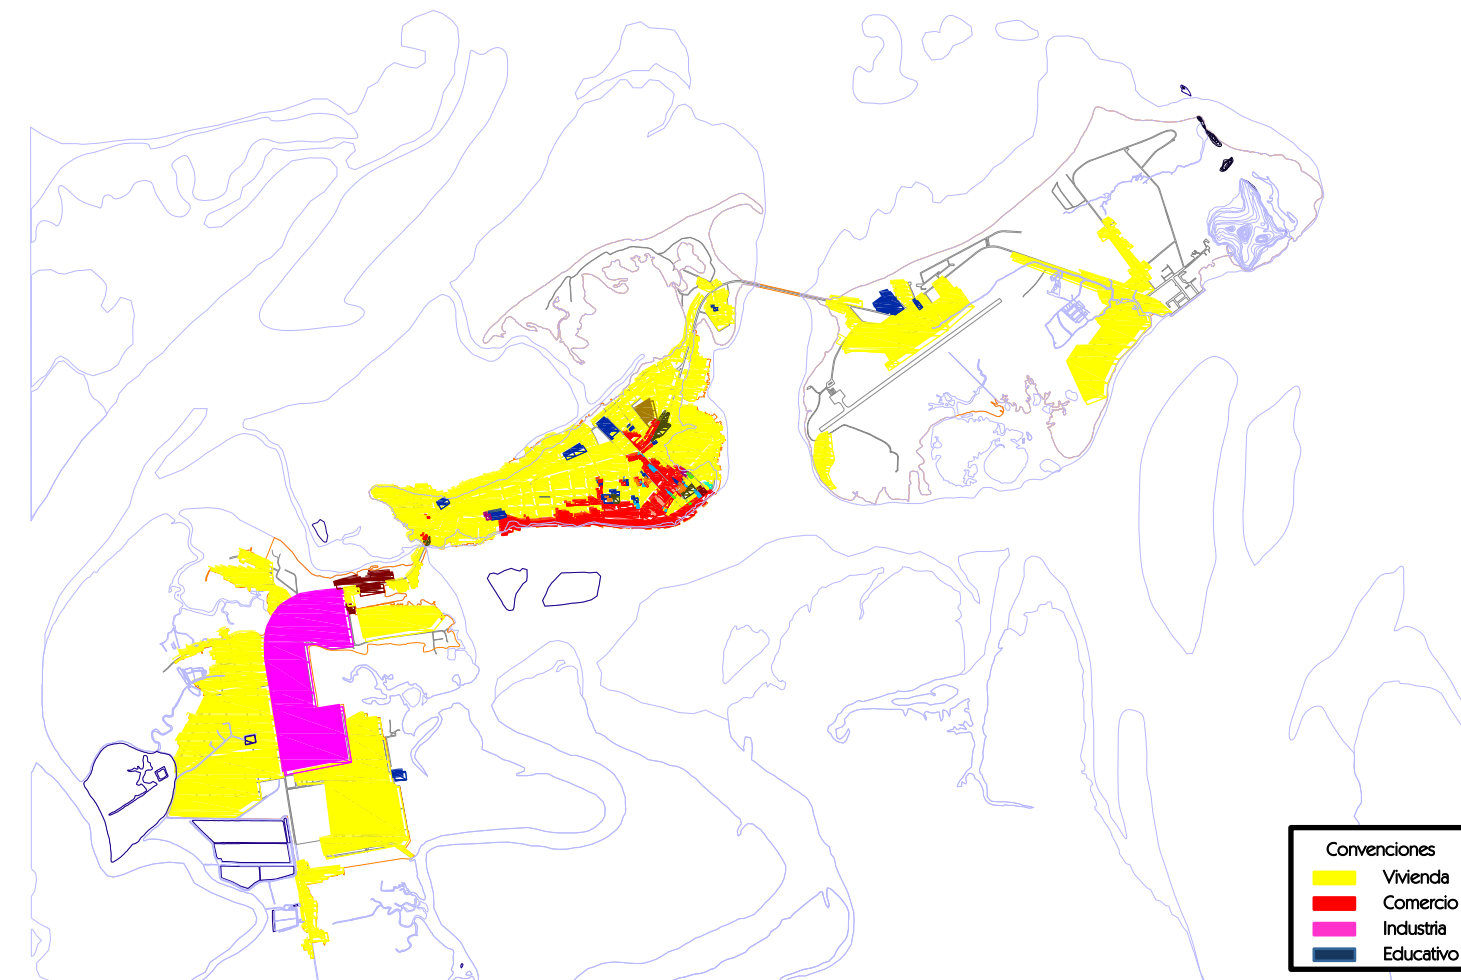 Convenciones
Vivienda
Comercio
Industria
Educativo